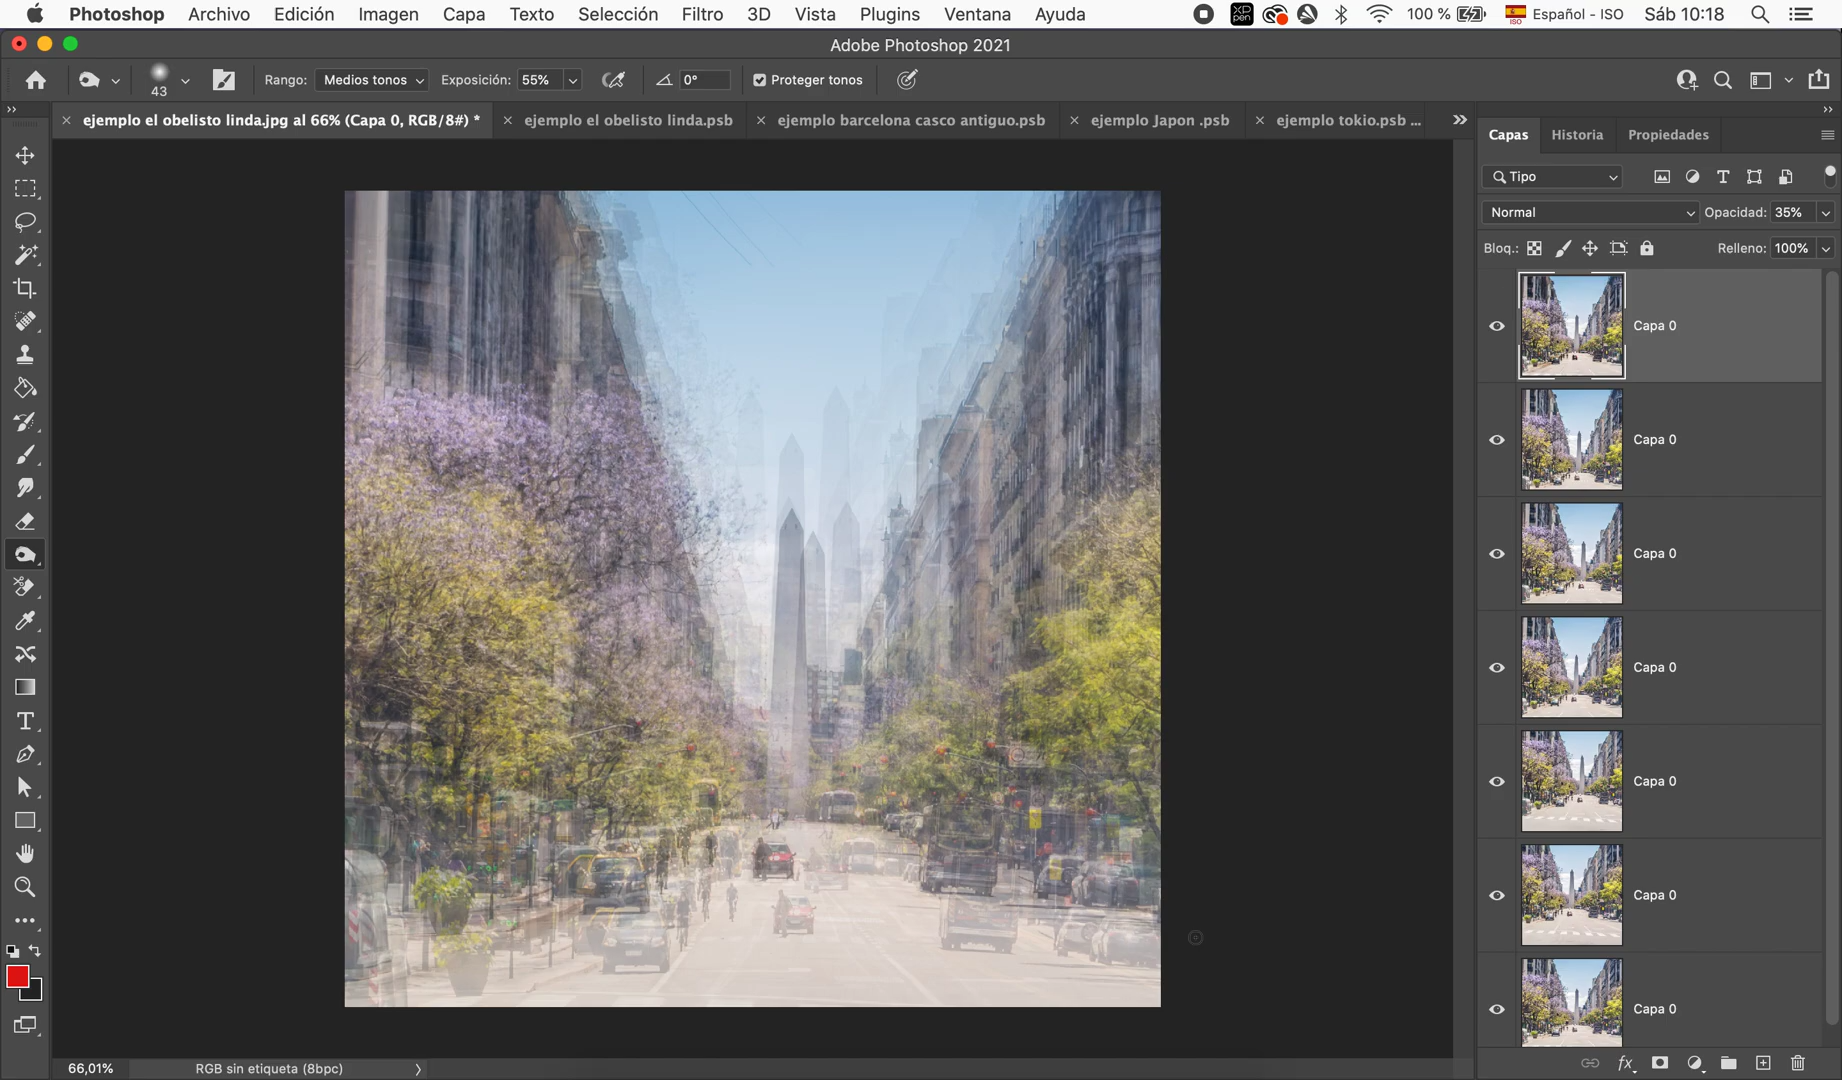 Photoshop Archivo Edición Imagen Capa Texto Selección Filtro 3D Vista Plugins Ventana Ayuda XP pen 100 % ISO Español - ISO Sáb 10:18
Adobe Photoshop 2021
43 Rango: Medios tonos Exposición: 55% 0° Proteger tonos
ejemplo el obelisto linda.jpg al 66% (Capa 0, RGB/8#) * ejemplo el obelisto linda.psb ejemplo barcelona casco antiguo.psb ejemplo Japon .psb ejemplo tokio.psb ...
Capas Historia Propiedades
Tipo
Normal Opacidad: 35%
Bloq.: Relleno: 100%
Capa 0
Capa 0
Capa 0
Capa 0
Capa 0
Capa 0
Capa 0
fx
66,01% RGB sin etiqueta (8bpc)